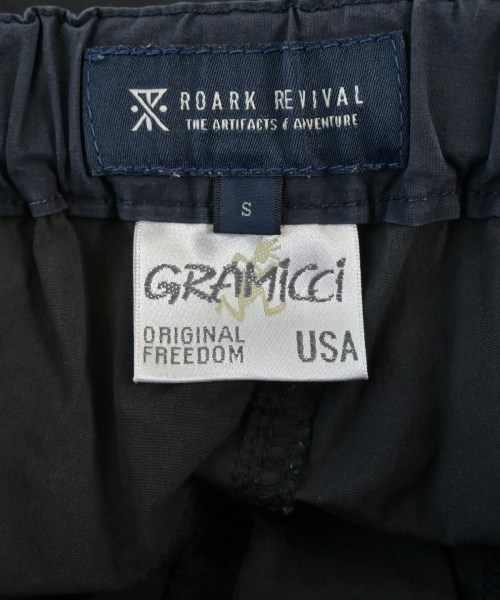 ROARK REVIVAL
THE ARTIFACTS & ADVENTURE
S
GRAMiCCi
ORIGINAL
FREEDOM
USA